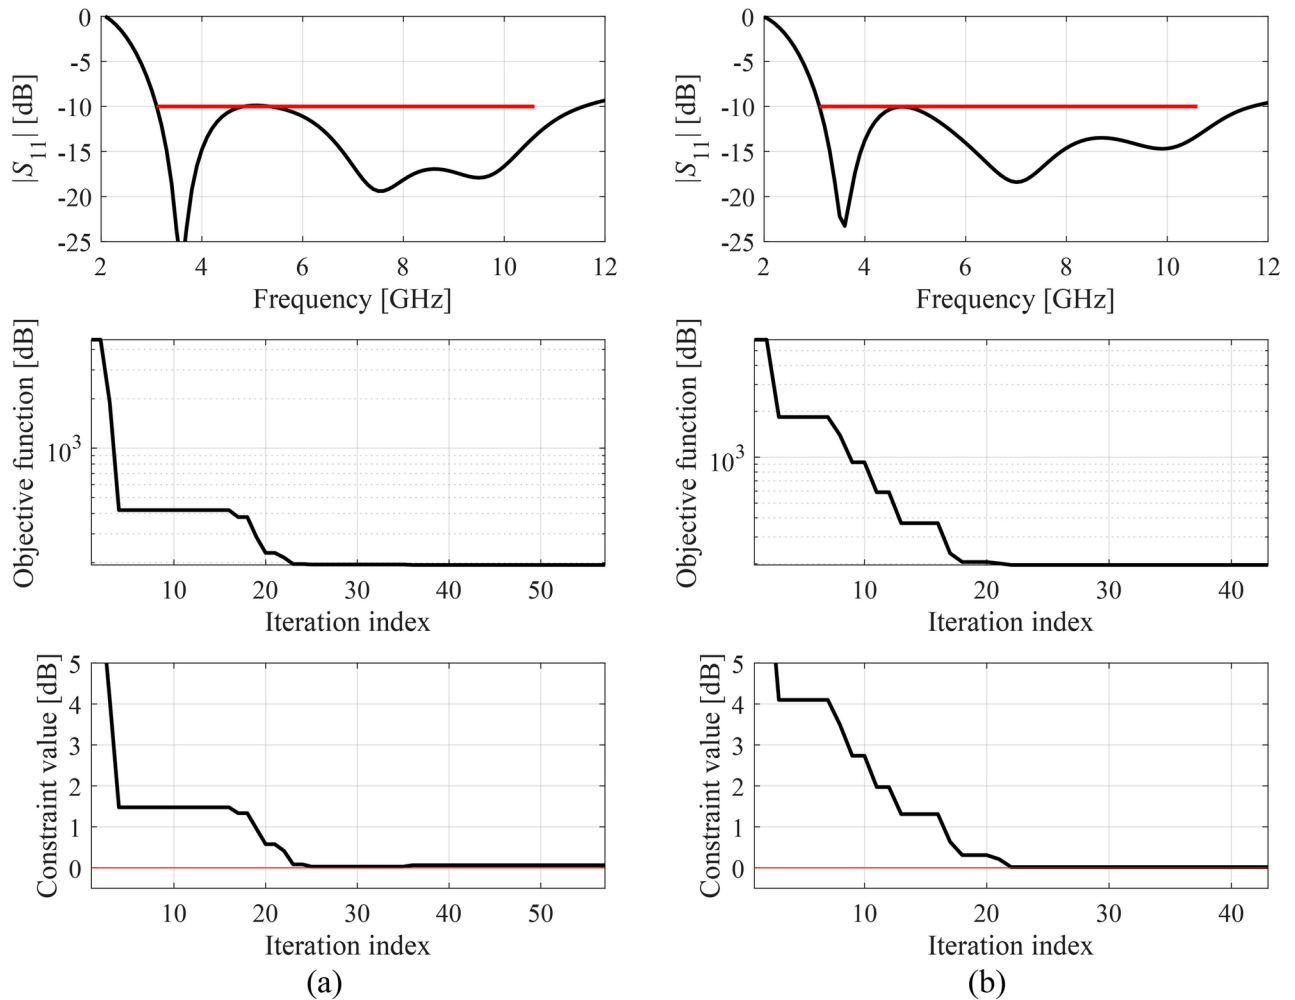 0
-5
-10
-15
-20
-25
|S11| [dB]
2 4 6 8 10 12
Frequency [GHz]
0
-5
-10
-15
-20
-25
|S11| [dB]
2 4 6 8 10 12
Frequency [GHz]
Objective function [dB]
10^3
10 20 30 40 50
Iteration index
Objective function [dB]
10^3
10 20 30 40
Iteration index
Constraint value [dB]
5
4
3
2
1
0
10 20 30 40 50
Iteration index
(a)
Constraint value [dB]
5
4
3
2
1
0
10 20 30 40
Iteration index
(b)